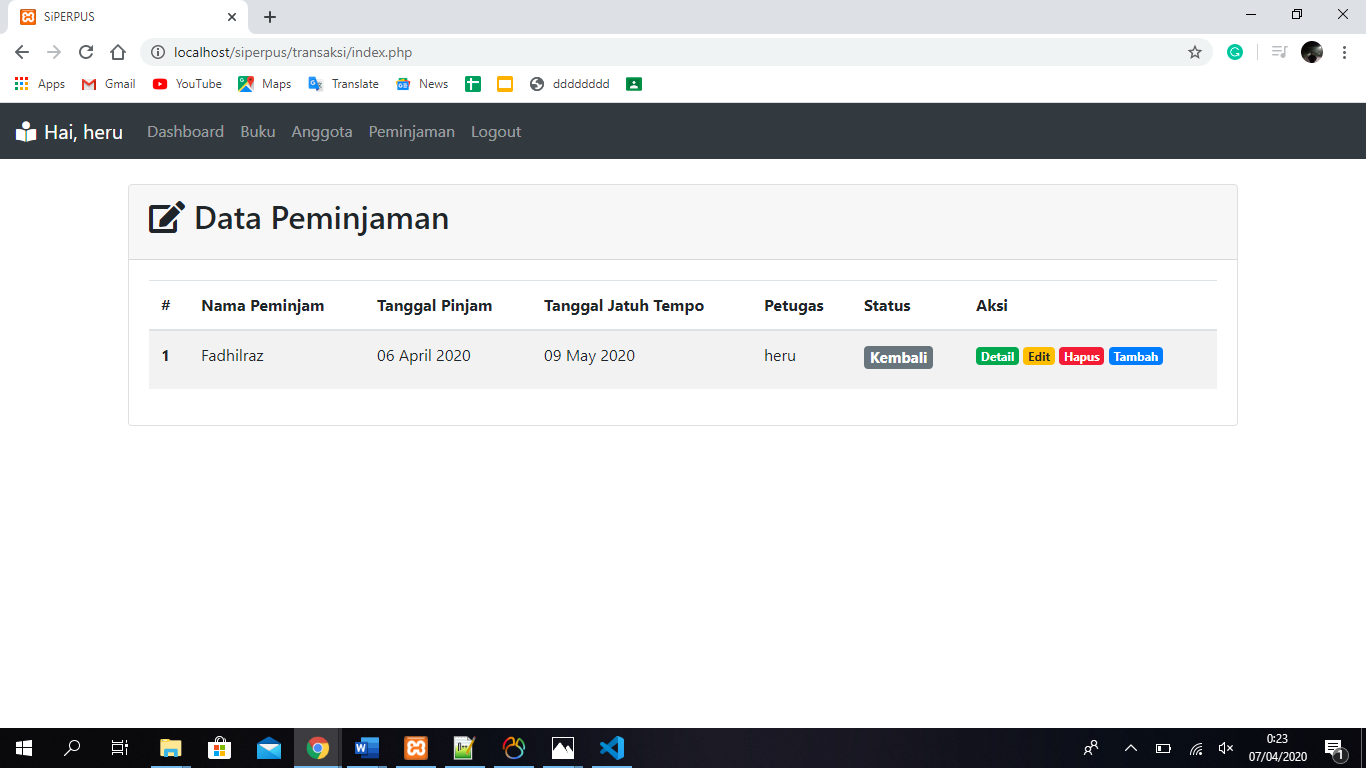 SiPERPUS
localhost/siperpus/transaksi/index.php
Apps Gmail YouTube Maps Translate News dddddddd
Hai, heru Dashboard Buku Anggota Peminjaman Logout
Data Peminjaman
# Nama Peminjam Tanggal Pinjam Tanggal Jatuh Tempo Petugas Status Aksi
1 Fadhilraz 06 April 2020 09 May 2020 heru Kembali Detail Edit Hapus Tambah
0:23
07/04/2020
1